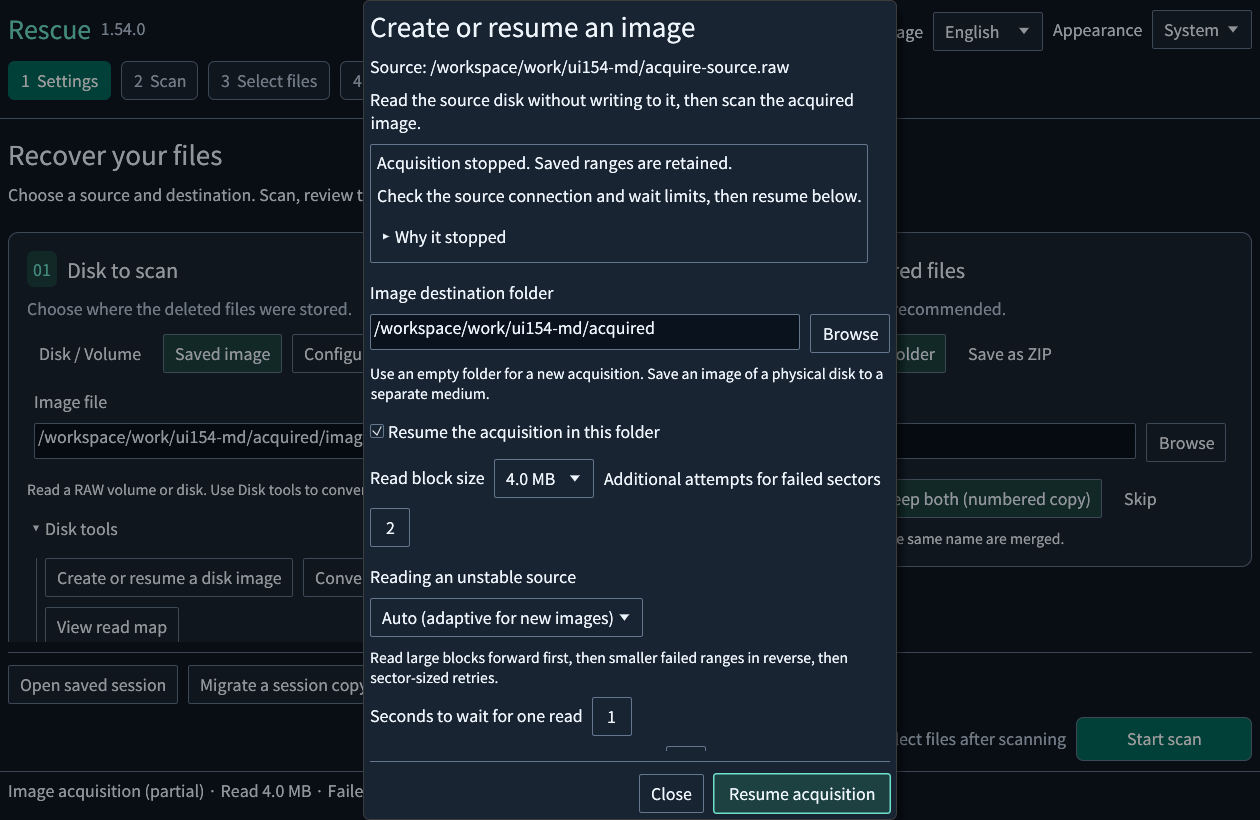 Rescue 1.54.0
age English Appearance System
1 Settings 2 Scan 3 Select files 4
Recover your files
Choose a source and destination. Scan, review
01 Disk to scan
Choose where the deleted files were stored.
Disk / Volume Saved image
Image file
/workspace/work/ui154-md/acquired/imag
Read a RAW volume or disk. Use Disk tools to
Disk tools
Create or resume a disk image
View read map
Open saved session Migrate a session copy
Image acquisition (partial) · Read 4.0 MB ·
Create or resume an image
Source: /workspace/work/ui154-md/acquire-source.raw
Read the source disk without writing to it, then scan the acquired
image.
Acquisition stopped. Saved ranges are retained.
Check the source connection and wait limits, then resume below.
Why it stopped
Image destination folder
/workspace/work/ui154-md/acquired Browse
Use an empty folder for a new acquisition. Save an image of a physical disk to a
separate medium.
Resume the acquisition in this folder
Read block size 4.0 MB Additional attempts for failed sectors
2
Reading an unstable source
Auto (adaptive for new images)
Read large blocks forward first, then smaller failed ranges in reverse, then
sector-sized retries.
Seconds to wait for one read 1
Close Resume acquisition
files
recommended.
Save as ZIP
Browse
both (numbered copy) Skip
same name are merged.
files after scanning Start scan